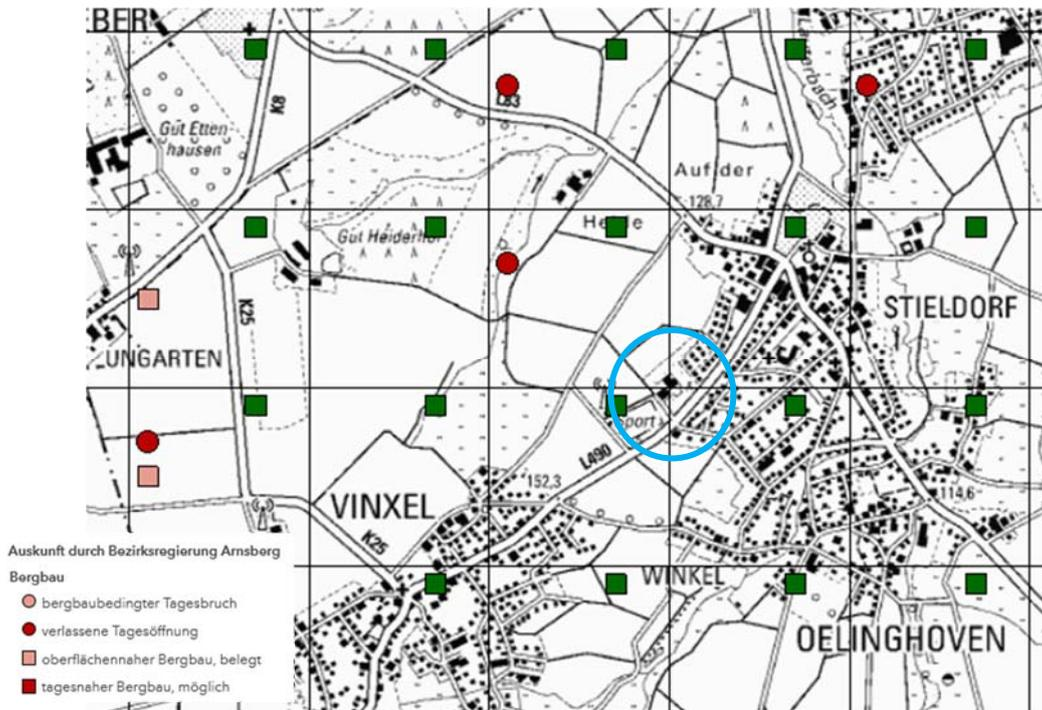 BER
K8
L83
Gut Etten
hausen
Auf der
128,7
Heide
Gut Heiderhof
K25
STIELDORF
UNGARTEN
Sport
L490
152,3
VINXEL
114,6
K25
WINKEL
OELINGHOVEN
Auskunft durch Bezirksregierung Arnsberg
Bergbau
bergbaubedingter Tagesbruch
verlassene Tagesöffnung
oberflächennaher Bergbau, belegt
tagesnaher Bergbau, möglich